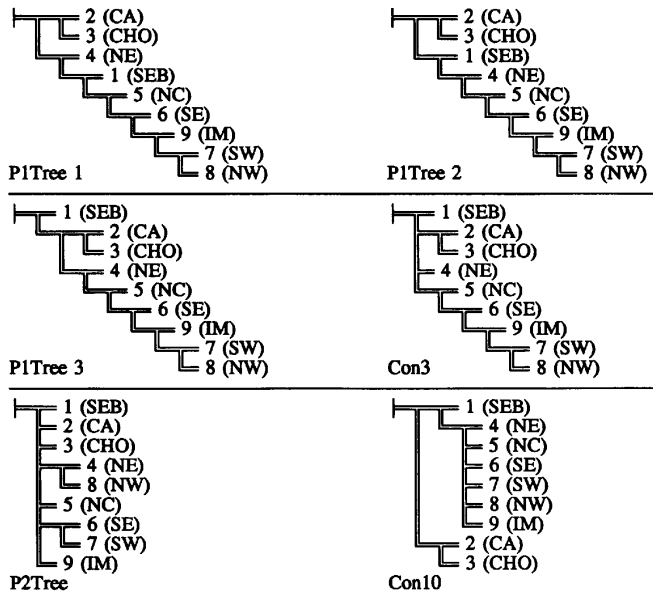 2 (CA)
3 (CHO)
4 (NE)
1 (SEB)
5 (NC)
6 (SE)
9 (IM)
7 (SW)
8 (NW)
P1Tree 1
2 (CA)
3 (CHO)
1 (SEB)
4 (NE)
5 (NC)
6 (SE)
9 (IM)
7 (SW)
8 (NW)
P1Tree 2
1 (SEB)
2 (CA)
3 (CHO)
4 (NE)
5 (NC)
6 (SE)
9 (IM)
7 (SW)
8 (NW)
P1Tree 3
1 (SEB)
2 (CA)
3 (CHO)
4 (NE)
5 (NC)
6 (SE)
9 (IM)
7 (SW)
8 (NW)
Con3
1 (SEB)
2 (CA)
3 (CHO)
4 (NE)
8 (NW)
5 (NC)
6 (SE)
7 (SW)
9 (IM)
P2Tree
1 (SEB)
4 (NE)
5 (NC)
6 (SE)
7 (SW)
8 (NW)
9 (IM)
2 (CA)
3 (CHO)
Con10